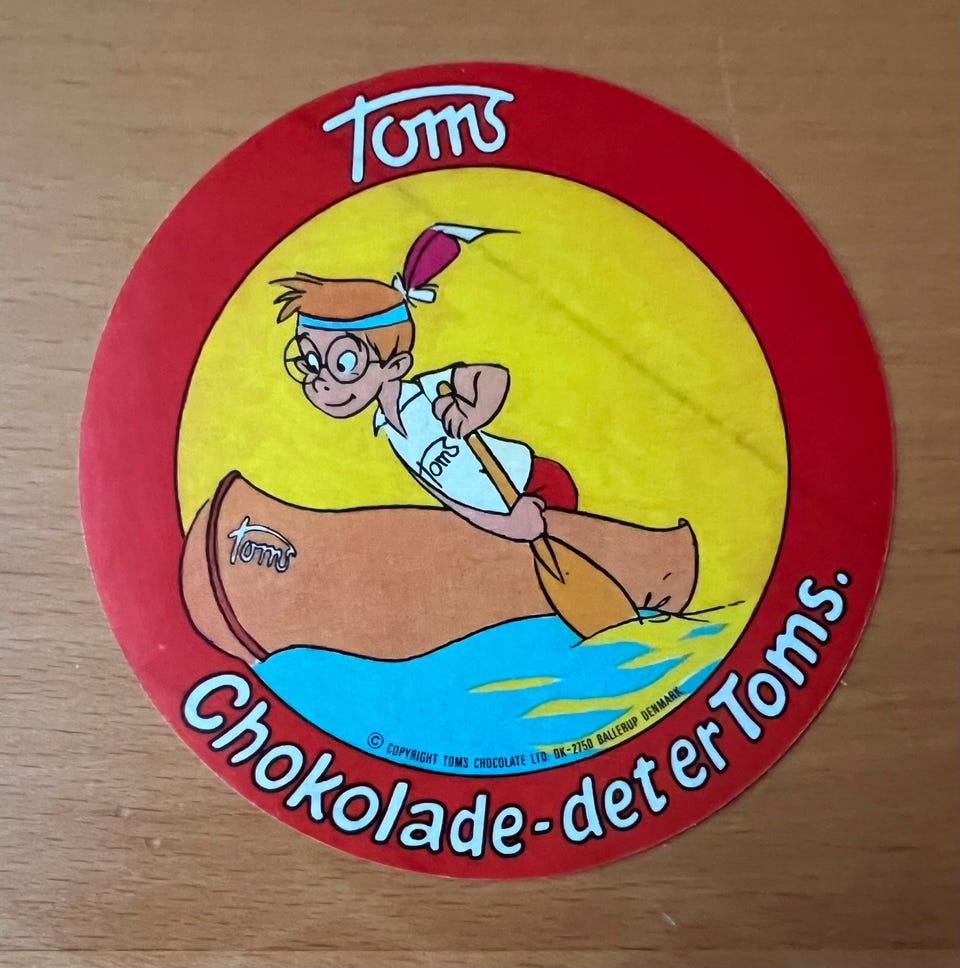 Toms
Toms
Toms
© COPYRIGHT TOMS CHOCOLATE LTD. DK-2750 BALLERUP DENMARK
Chokolade - det er Toms.